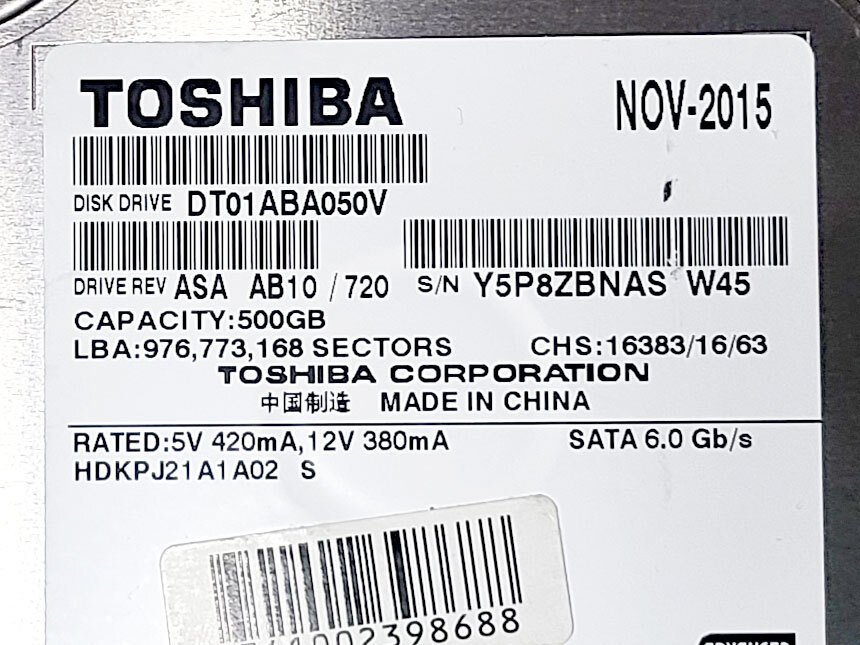 TOSHIBA NOV-2015
DISK DRIVE DT01ABA050V
DRIVE REV ASA AB10 / 720 S/N Y5P8ZBNAS W45
CAPACITY:500GB
LBA:976,773,168 SECTORS CHS:16383/16/63
TOSHIBA CORPORATION
中国制造 MADE IN CHINA
RATED:5V 420mA,12V 380mA SATA 6.0 Gb/s
HDKPJ21A1A02 S